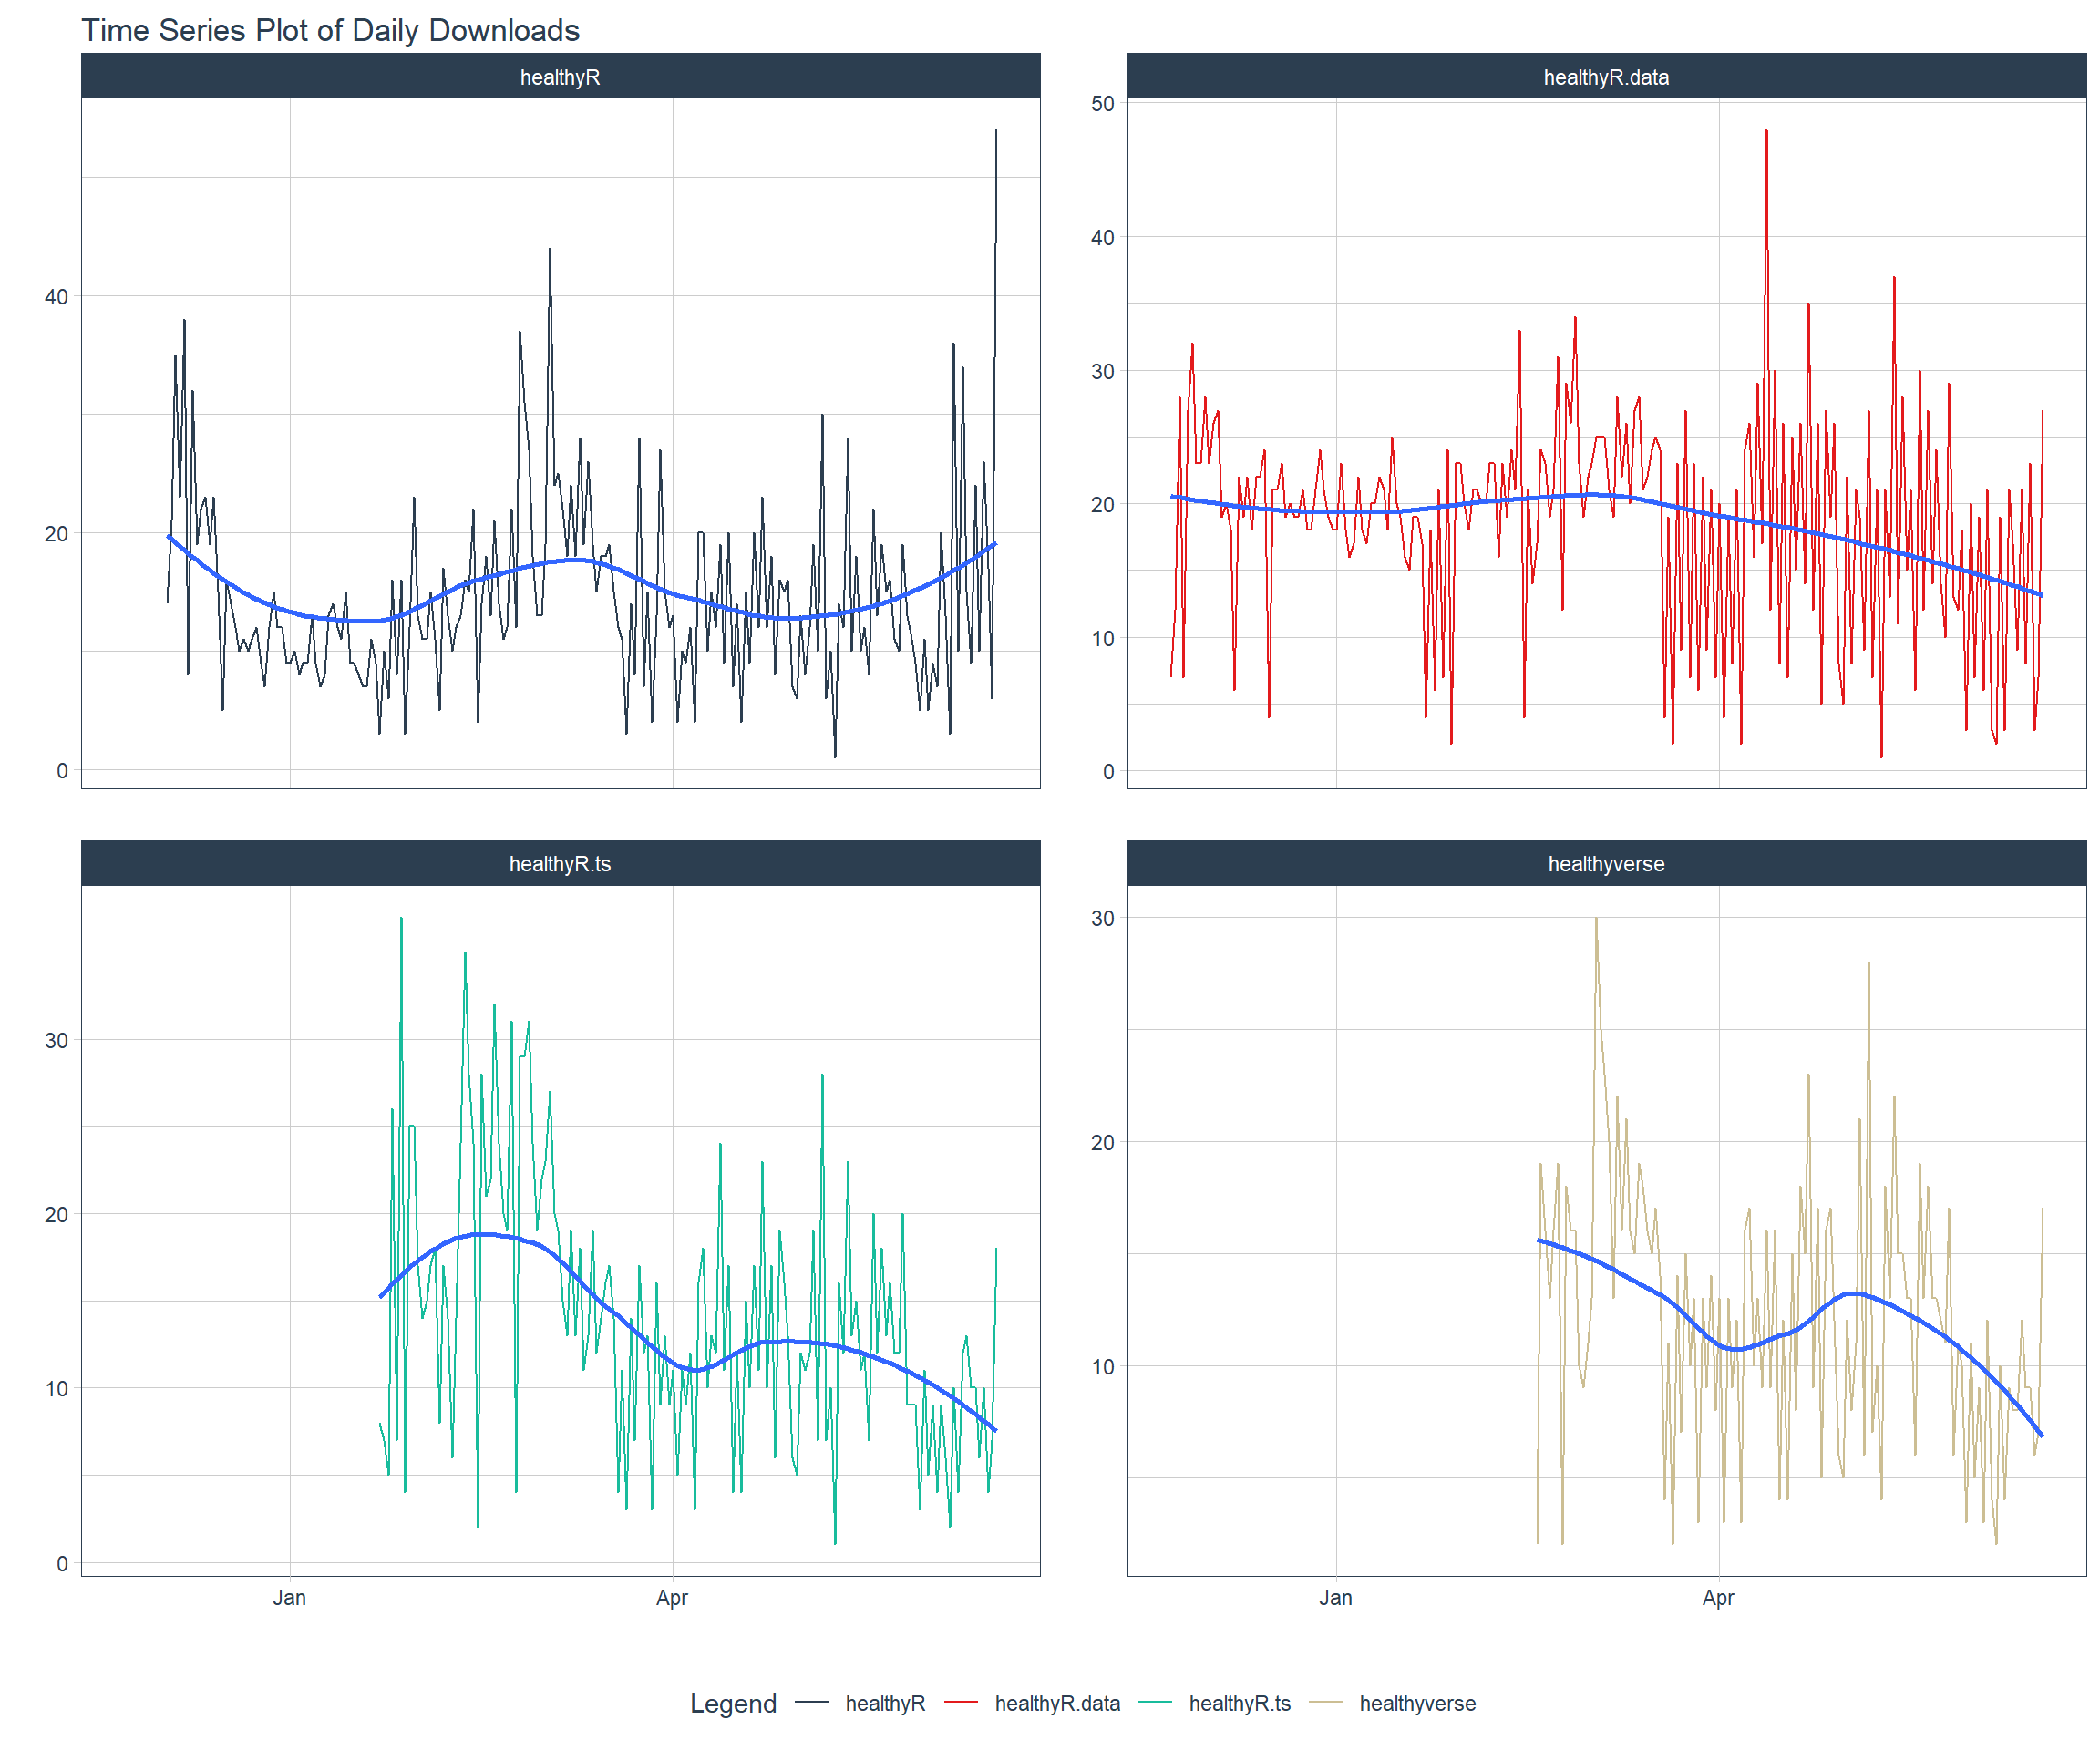 Time Series Plot of Daily Downloads
healthyR
healthyR.data
40
20
0
50
40
30
20
10
0
healthyR.ts
healthyverse
30
20
10
0
30
20
10
Jan
Apr
Jan
Apr
Legend healthyR healthyR.data healthyR.ts healthyverse